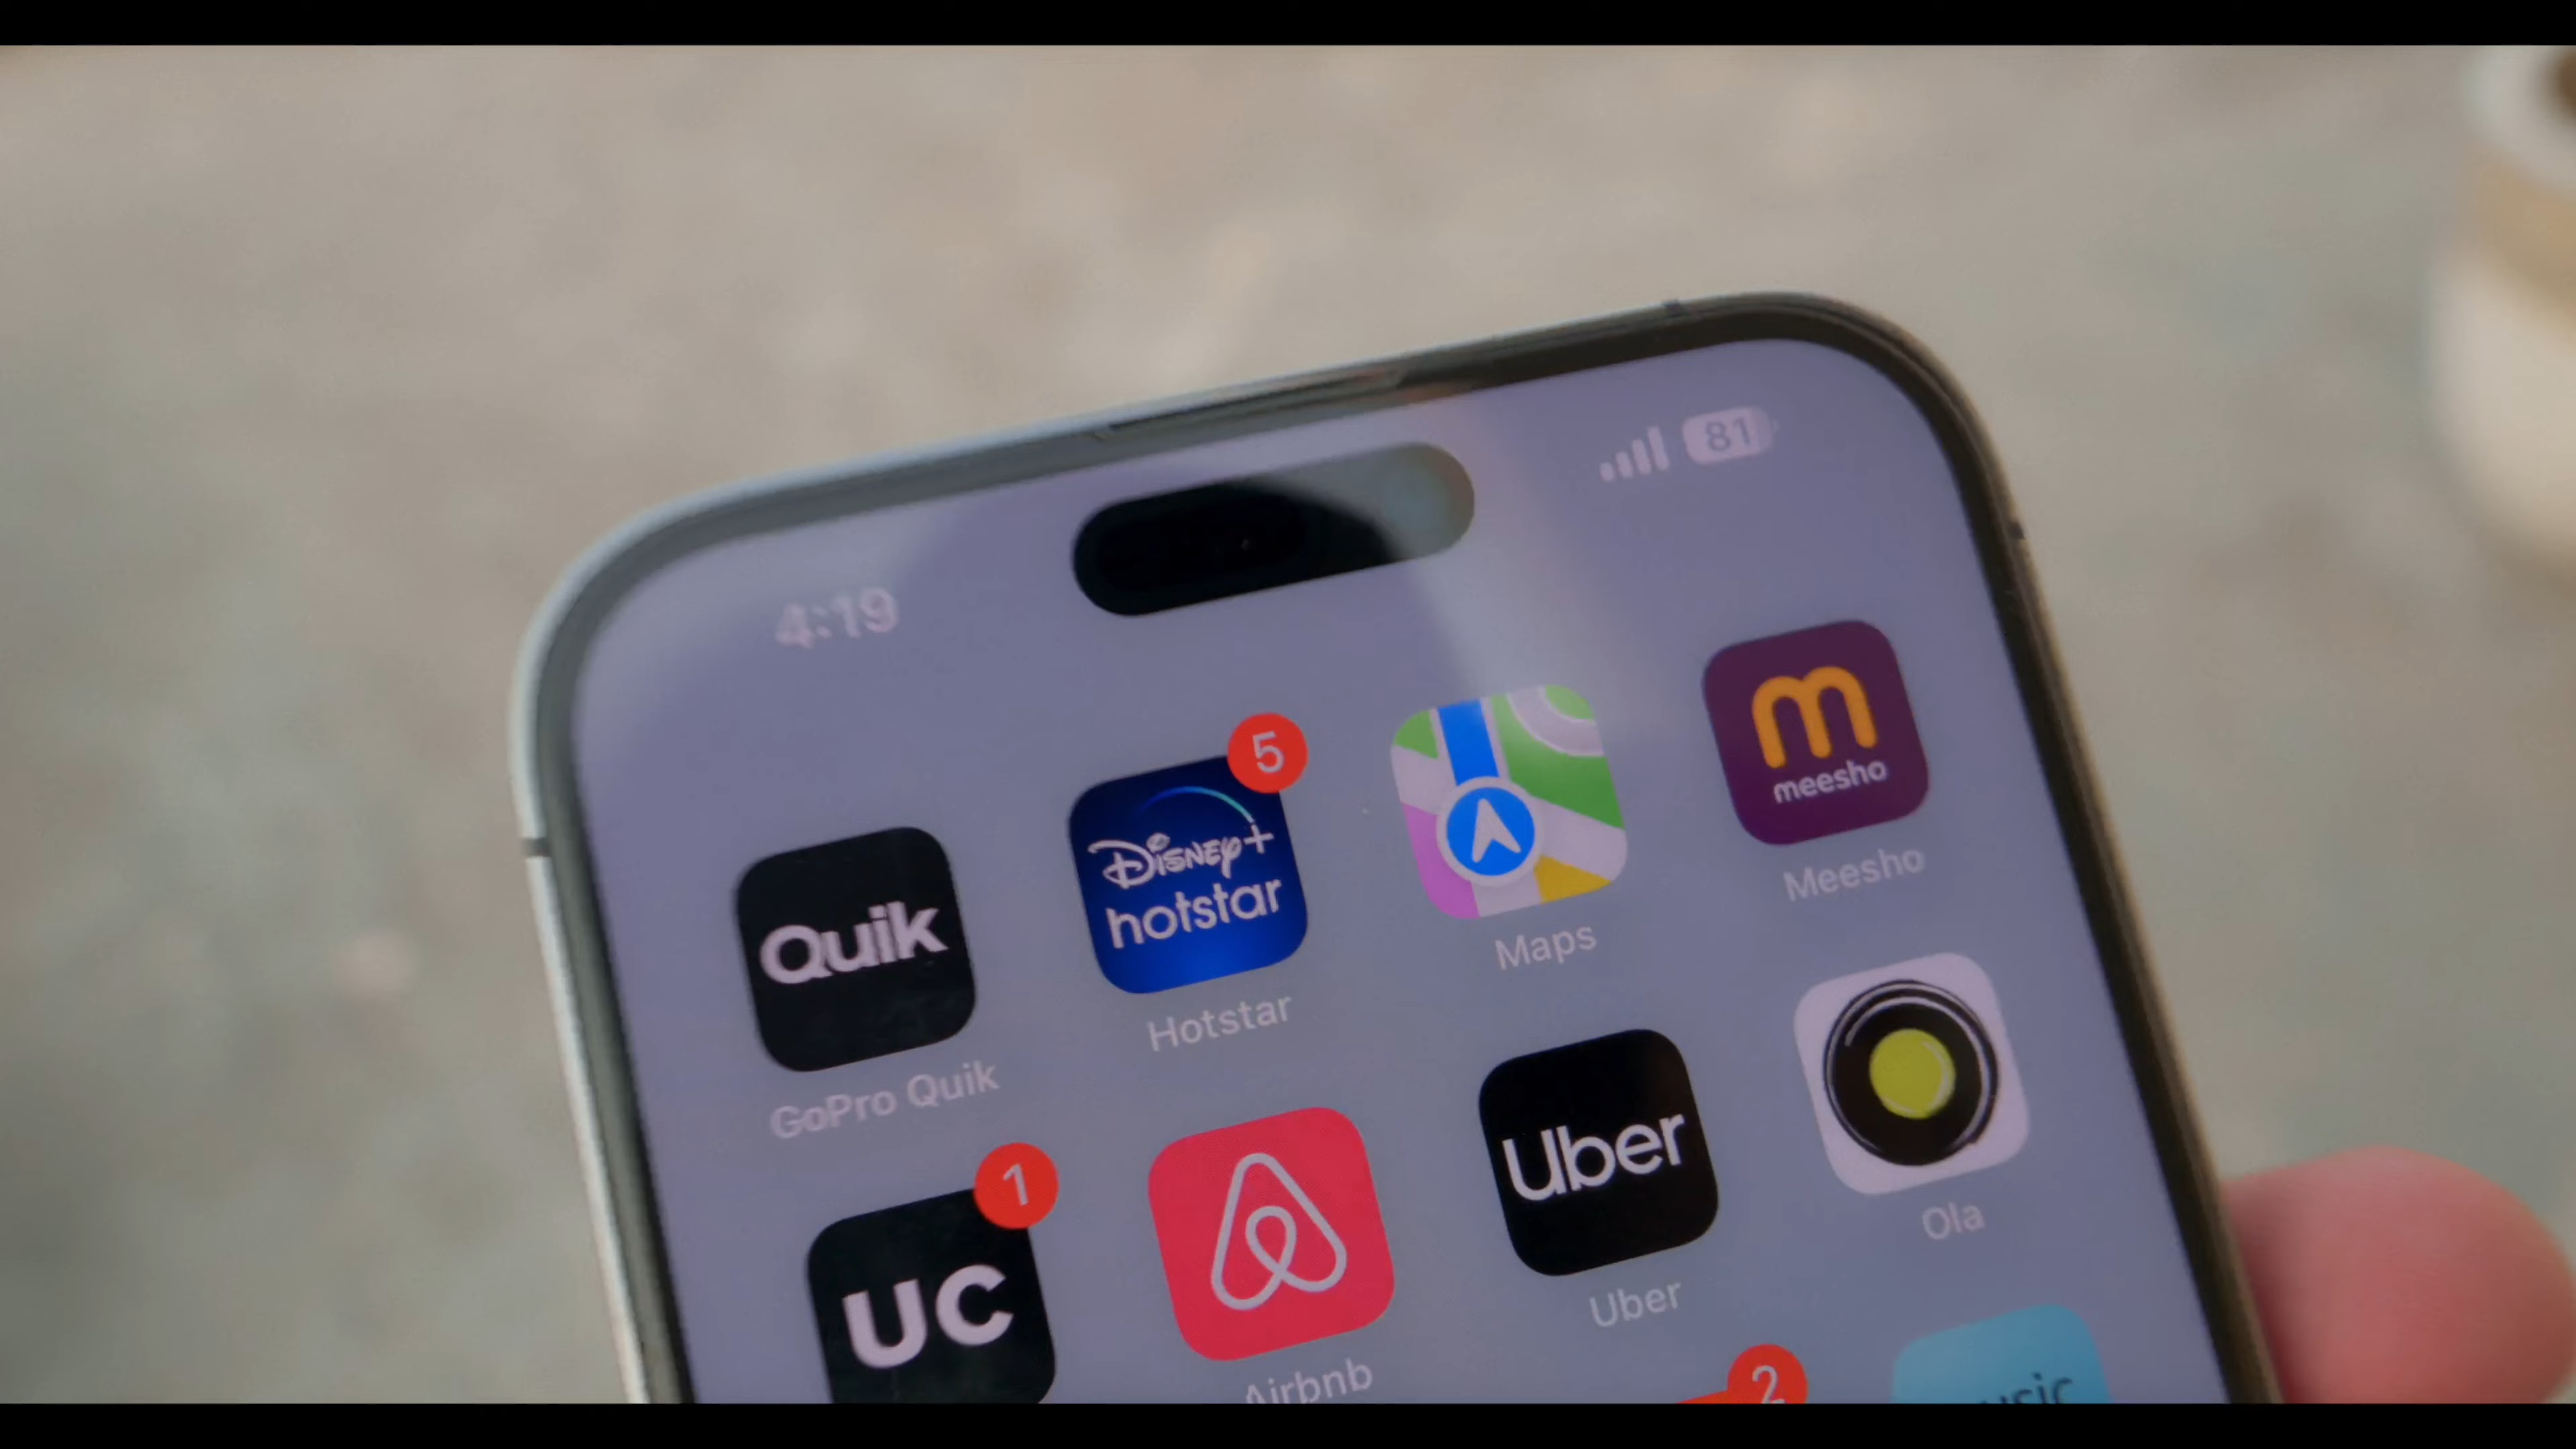 4:19
81
5
Quik
GoPro Quik
Disney+
hotstar
Hotstar
Maps
m
meesho
Meesho
1
UC
Airbnb
Uber
Uber
Ola
2